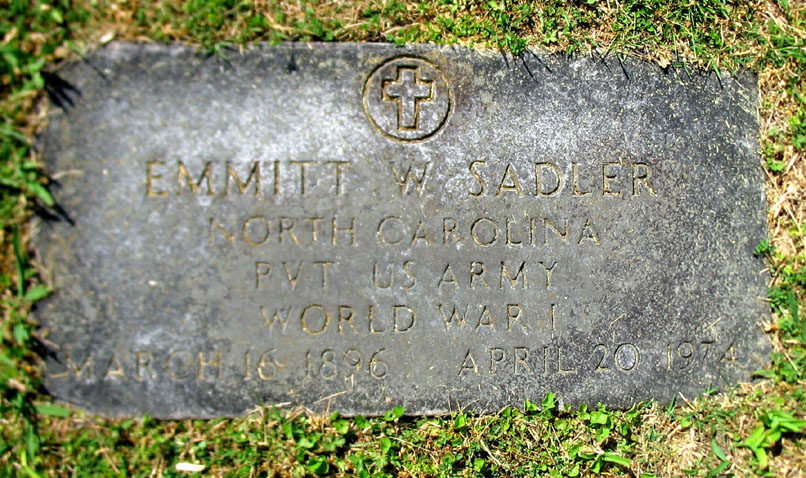 EMMITT W SADLER
NORTH CAROLINA
PVT US ARMY
WORLD WAR I
MARCH 16 1896 APRIL 20 1974